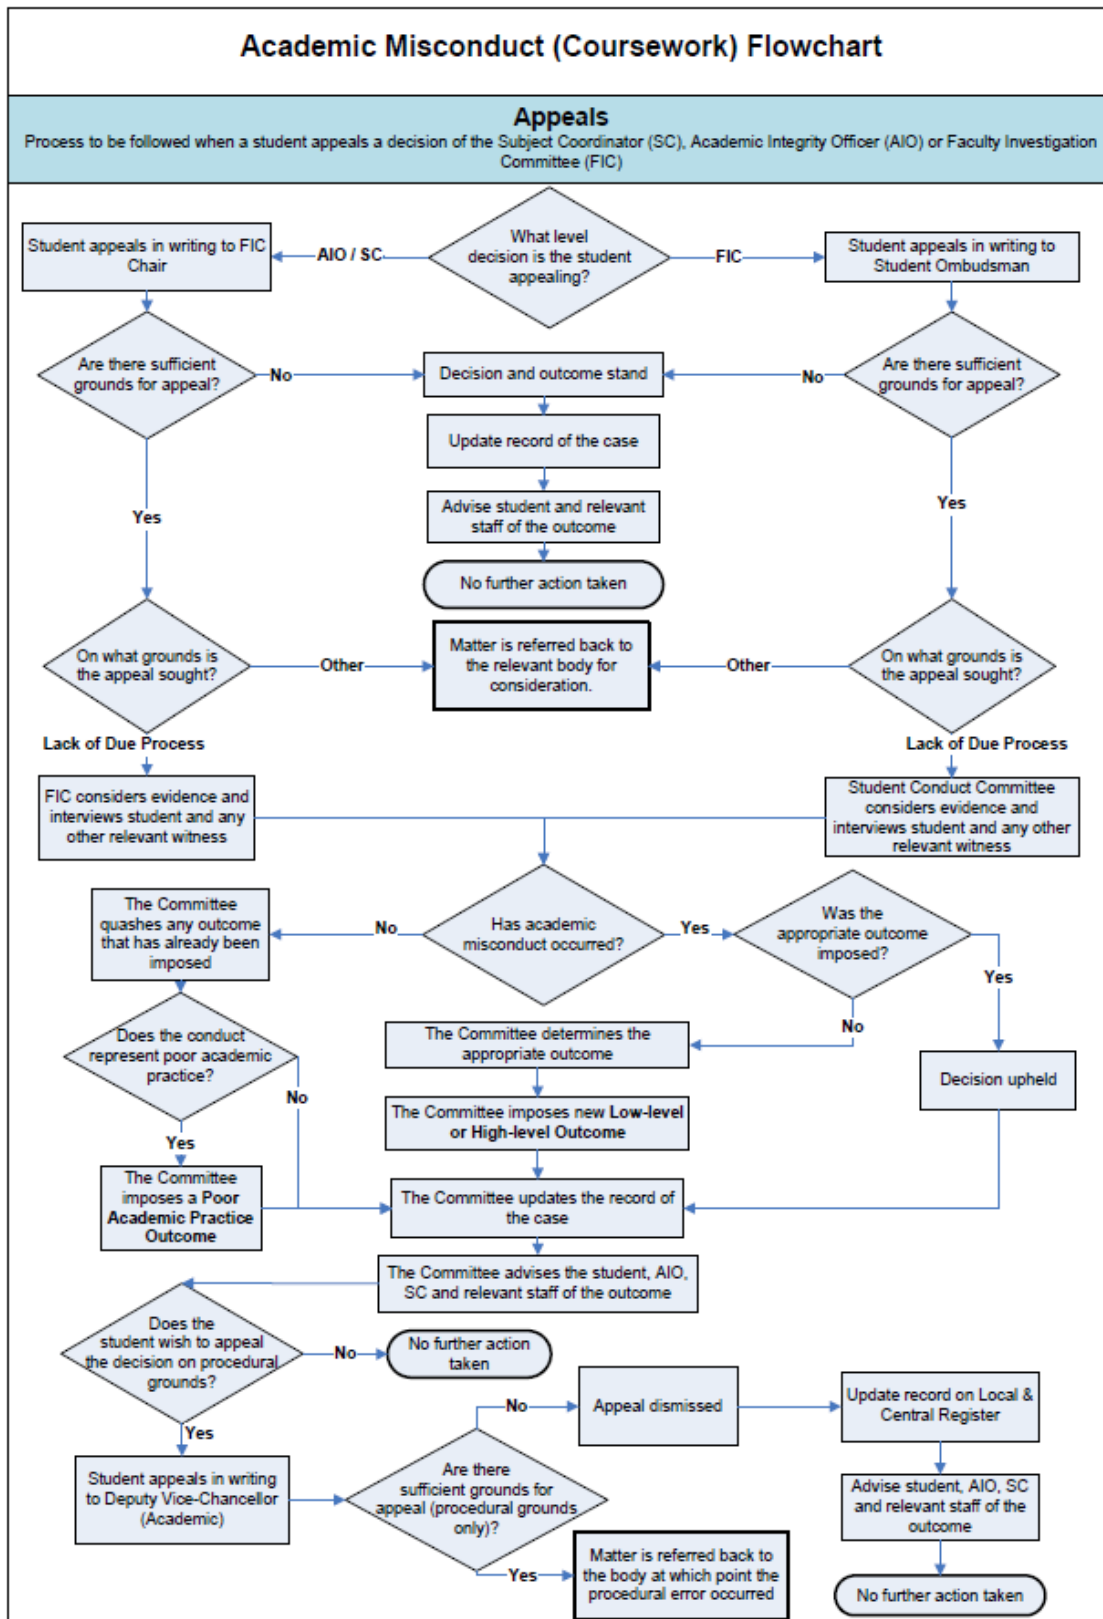 Academic Misconduct (Coursework) Flowchart
Appeals
Process to be followed when a student appeals a decision of the Subject Coordinator (SC), Academic Integrity Officer (AIO) or Faculty Investigation
Committee (FIC)
What level
decision is the student
appealing?
AIO / SC
FIC
Student appeals in writing to FIC
Chair
Student appeals in writing to
Student Ombudsman
Are there sufficient
grounds for appeal?
No
Decision and outcome stand
No
Are there sufficient
grounds for appeal?
Update record of the case
Advise student and relevant
staff of the outcome
No further action taken
Yes
Yes
On what grounds is
the appeal sought?
Other
Matter is referred back to
the relevant body for
consideration.
Other
On what grounds is
the appeal sought?
Lack of Due Process
Lack of Due Process
FIC considers evidence and
interviews student and any
other relevant witness
Student Conduct Committee
considers evidence and
interviews student and any other
relevant witness
The Committee
quashes any outcome
that has already been
imposed
No
Has academic
misconduct occurred?
Yes
Was the
appropriate outcome
imposed?
Yes
No
Does the conduct
represent poor academic
practice?
No
Yes
The Committee determines the
appropriate outcome
Decision upheld
The Committee imposes new Low-level
or High-level Outcome
The Committee
imposes a Poor
Academic Practice
Outcome
The Committee updates the record of
the case
The Committee advises the student, AIO,
SC and relevant staff of the outcome
Does the
student wish to appeal
the decision on procedural
grounds?
No
No further action
taken
Yes
Student appeals in writing
to Deputy Vice-Chancellor
(Academic)
Are there
sufficient grounds for
appeal (procedural grounds
only)?
No
Appeal dismissed
Update record on Local &
Central Register
Advise student, AIO, SC
and relevant staff of the
outcome
No further action taken
Yes
Matter is referred back to
the body at which point the
procedural error occurred